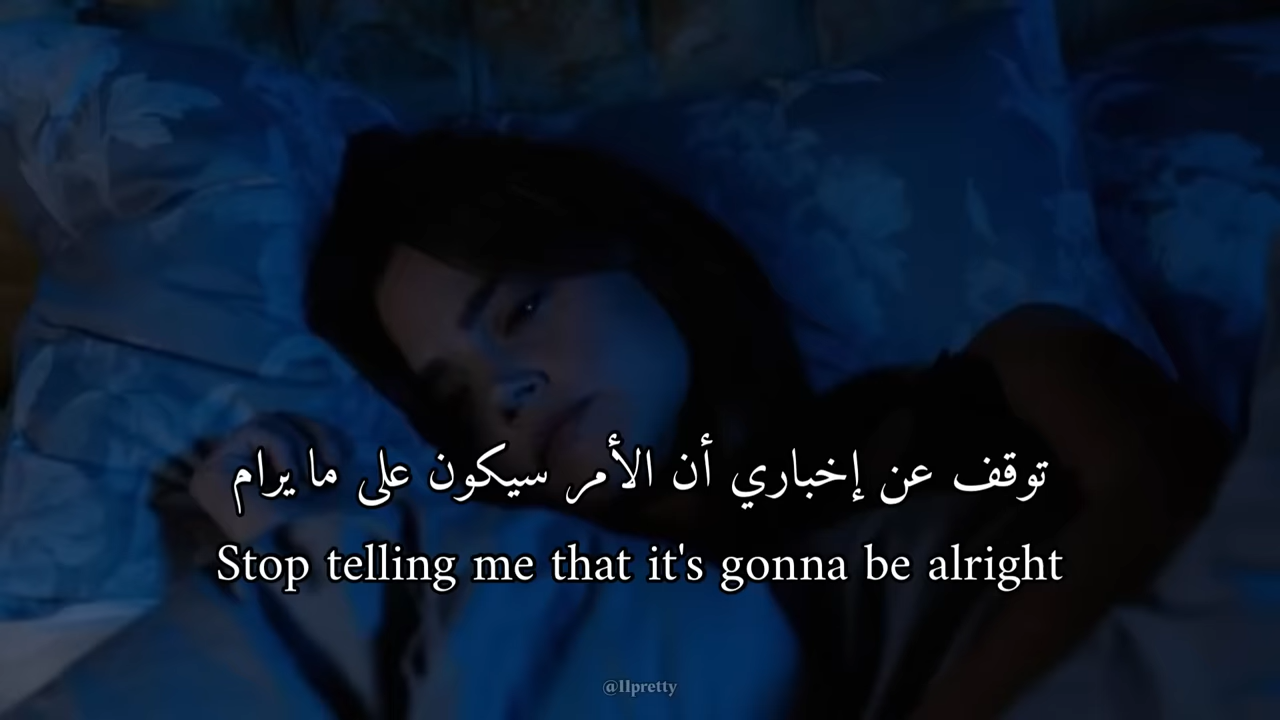 توقف عن إخباري أن الأمر سيكون على ما يرام
Stop telling me that it's gonna be alright
@llpretty